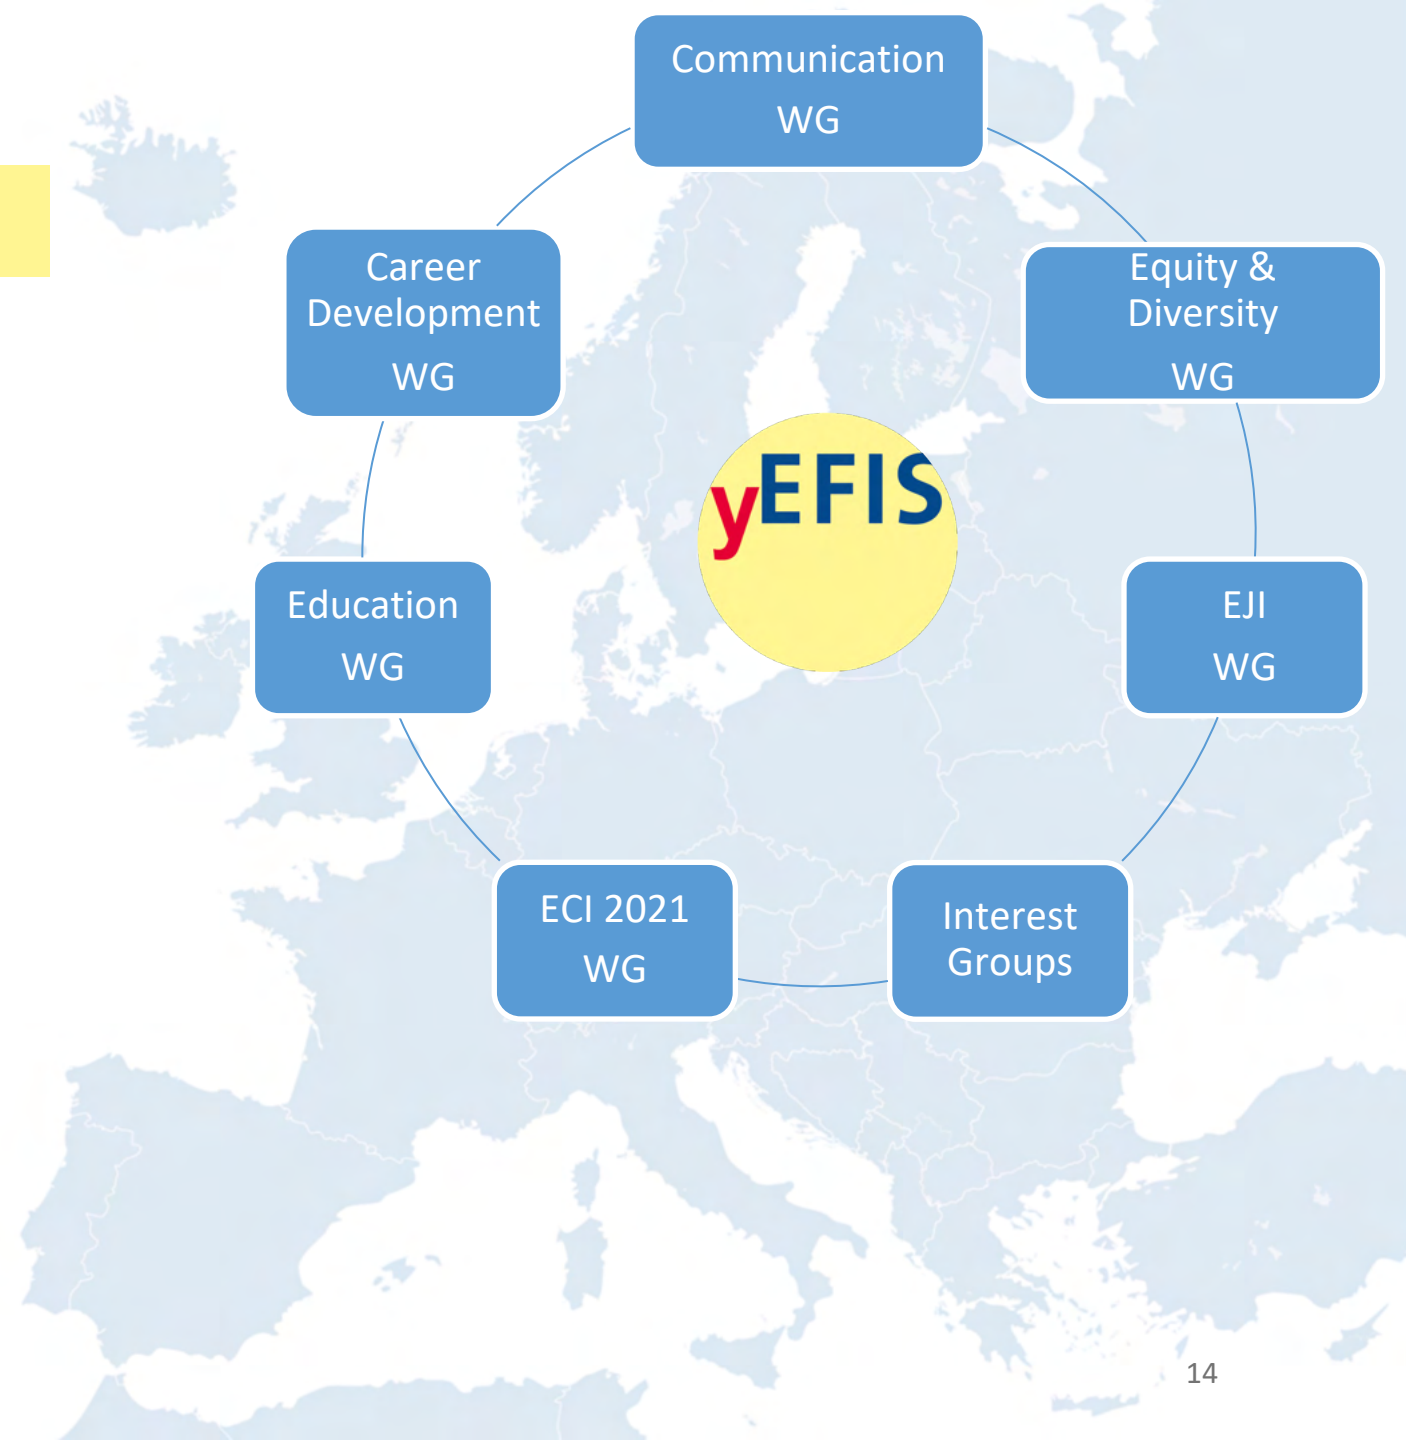 Communication
WG
Career
Development
WG
Equity &
Diversity
WG
yEFIS
Education
WG
EJI
WG
ECI 2021
WG
Interest
Groups
14